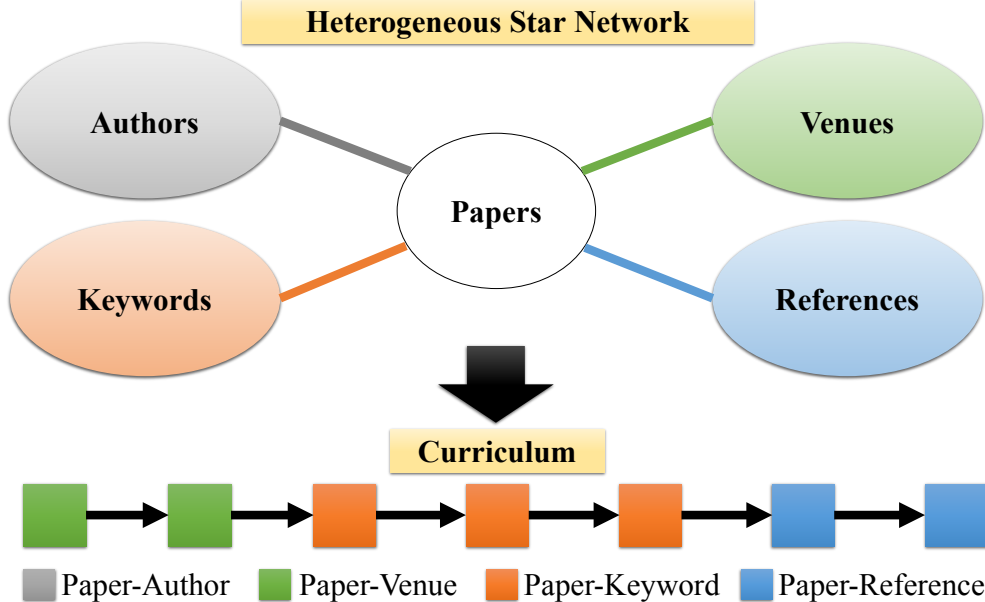 Heterogeneous Star Network
Authors
Venues
Papers
Keywords
References
Curriculum
Paper-Author
Paper-Venue
Paper-Keyword
Paper-Reference